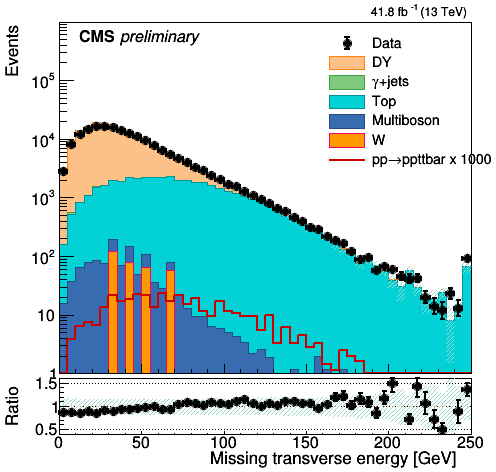 41.8 fb⁻¹ (13 TeV)
CMS preliminary
Events
Data
DY
γ+jets
Top
Multiboson
W
pp→ppttbar x 1000
10⁵
10⁴
10³
10²
10
1
Ratio
1.5
1
0.5
0 50 100 150 200 250
Missing transverse energy [GeV]